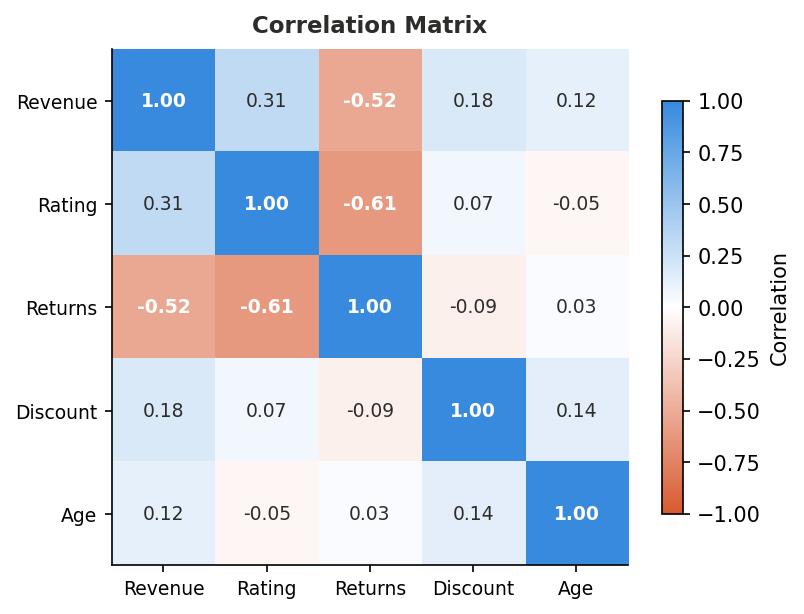 Correlation Matrix
Revenue 1.00 0.31 -0.52 0.18 0.12
Rating 0.31 1.00 -0.61 0.07 -0.05
Returns -0.52 -0.61 1.00 -0.09 0.03
Discount 0.18 0.07 -0.09 1.00 0.14
Age 0.12 -0.05 0.03 0.14 1.00
Revenue Rating Returns Discount Age
1.00
0.75
0.50
0.25
0.00
−0.25
−0.50
−0.75
−1.00
Correlation